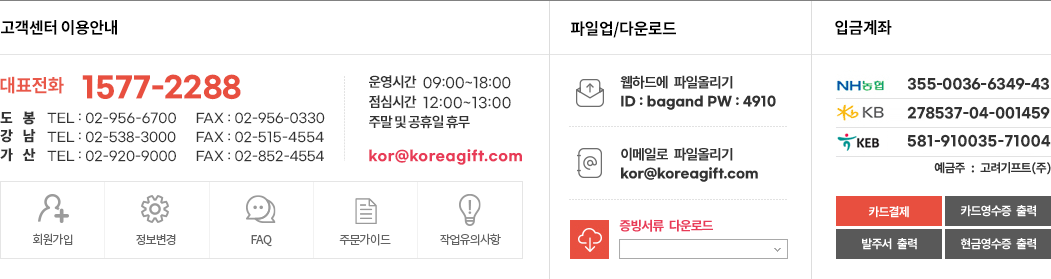 고객센터 이용안내
대표전화 1577-2288
도 봉 TEL : 02-956-6700 FAX : 02-956-0330
강 남 TEL : 02-538-3000 FAX : 02-515-4554
가 산 TEL : 02-920-9000 FAX : 02-852-4554
운영시간 09:00~18:00
점심시간 12:00~13:00
주말 및 공휴일 휴무
kor@koreagift.com
회원가입
정보변경
FAQ
주문가이드
작업유의사항
파일업/다운로드
웹하드에 파일올리기
ID : bagand PW : 4910
이메일로 파일올리기
kor@koreagift.com
증빙서류 다운로드
입금계좌
NH농협 355-0036-6349-43
KB 278537-04-001459
KEB 581-910035-71004
예금주 : 고려기프트(주)
카드결제
카드영수증 출력
발주서 출력
현금영수증 출력